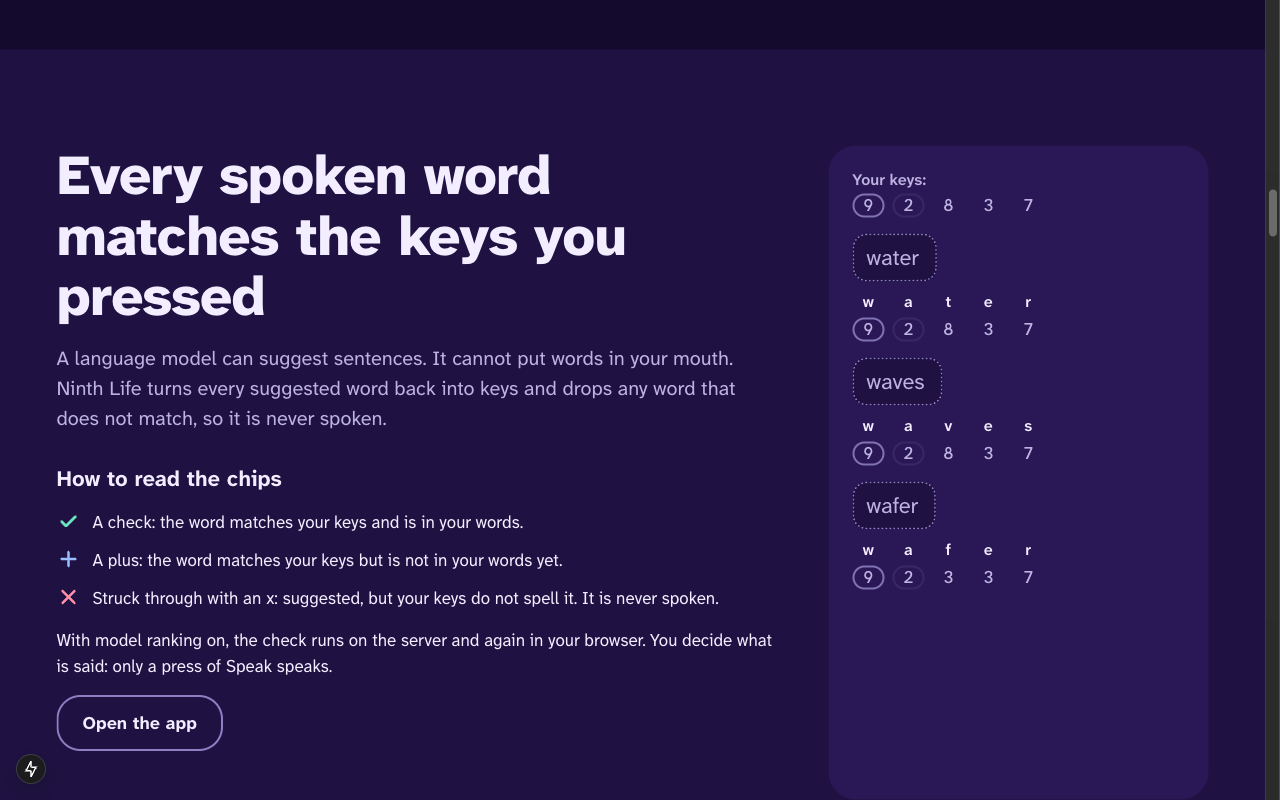 Every spoken word
matches the keys you
pressed
A language model can suggest sentences. It cannot put words in your mouth.
Ninth Life turns every suggested word back into keys and drops any word that
does not match, so it is never spoken.
How to read the chips
A check: the word matches your keys and is in your words.
A plus: the word matches your keys but is not in your words yet.
Struck through with an x: suggested, but your keys do not spell it. It is never spoken.
With model ranking on, the check runs on the server and again in your browser. You decide what
is said: only a press of Speak speaks.
Open the app
Your keys:
9 2 8 3 7
water
w a t e r
9 2 8 3 7
waves
w a v e s
9 2 8 3 7
wafer
w a f e r
9 2 3 3 7